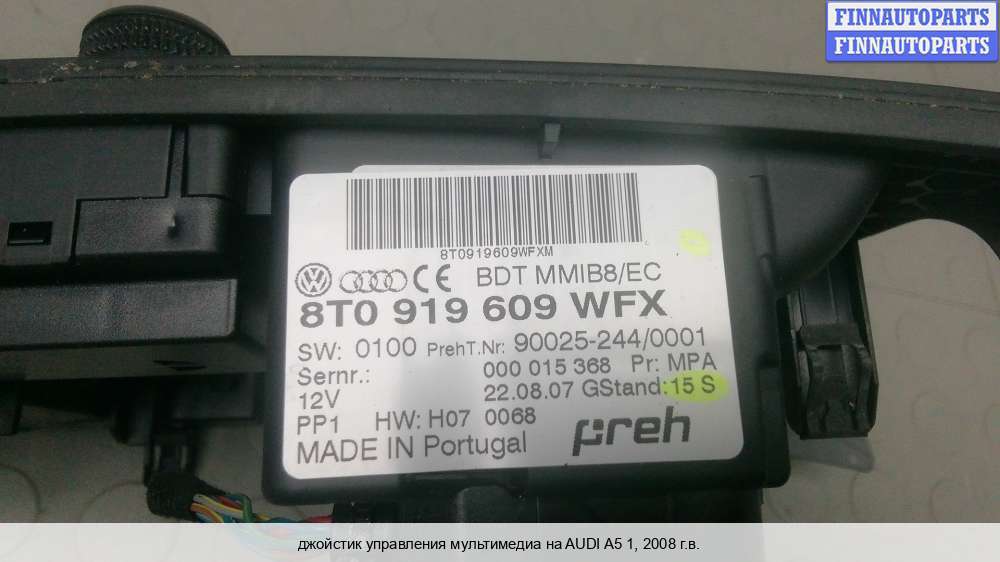 FINNAUTOPARTS
FINNAUTOPARTS
8T0919609WFXM
CE BDT MMIB8/EC
8T0 919 609 WFX
SW: 0100 PrehT.Nr: 90025-244/0001
Sernr.: 000 015 368 Pr: MPA
12V 22.08.07 GStand: 15 S
PP1 HW: H07 0068
MADE IN Portugal preh
джойстик управления мультимедиа на AUDI A5 1, 2008 г.в.